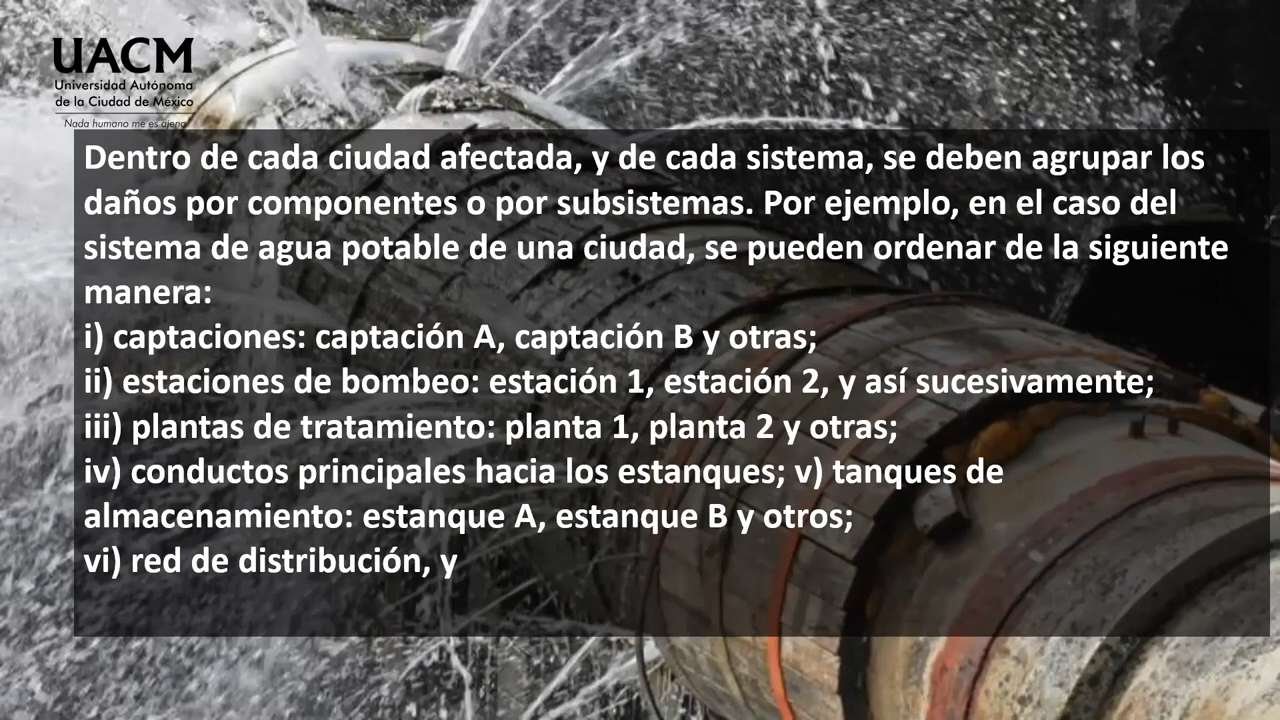 UACM
Universidad Autónoma
de la Ciudad de México
Nada humano me es ajeno
Dentro de cada ciudad afectada, y de cada sistema, se deben agrupar los
daños por componentes o por subsistemas. Por ejemplo, en el caso del
sistema de agua potable de una ciudad, se pueden ordenar de la siguiente
manera:
i) captaciones: captación A, captación B y otras;
ii) estaciones de bombeo: estación 1, estación 2, y así sucesivamente;
iii) plantas de tratamiento: planta 1, planta 2 y otras;
iv) conductos principales hacia los estanques; v) tanques de
almacenamiento: estanque A, estanque B y otros;
vi) red de distribución, y